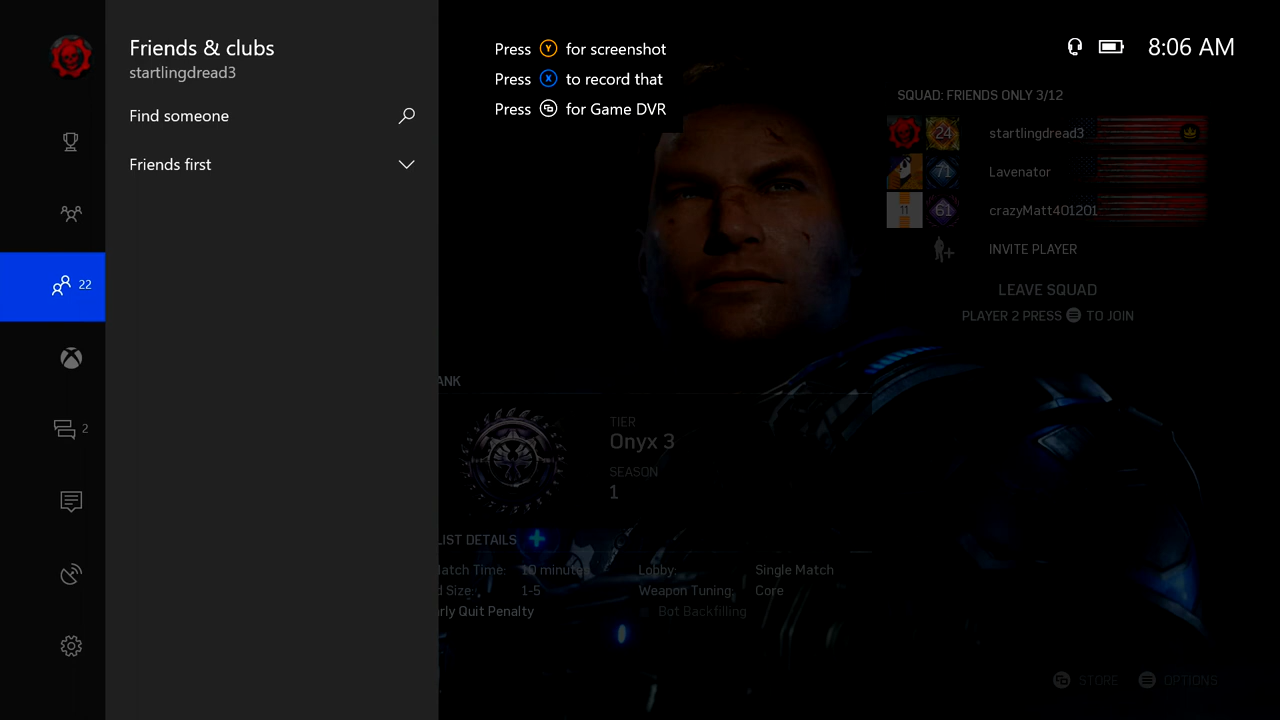 Friends & clubs
startlingdread3
Find someone
Friends first
22
2
Press Y for screenshot
Press X to record that
Press for Game DVR
8:06 AM
SQUAD: FRIENDS ONLY 3/12
24 startlingdread3
71 Lavenator
11 61 crazyMatt401201
INVITE PLAYER
LEAVE SQUAD
PLAYER 2 PRESS TO JOIN
ANK
TIER
Onyx 3
SEASON
1
LIST DETAILS
atch Time: 10 minutes Lobby: Single Match
d Size: 1-5 Weapon Tuning: Core
arly Quit Penalty Bot Backfilling
STORE OPTIONS